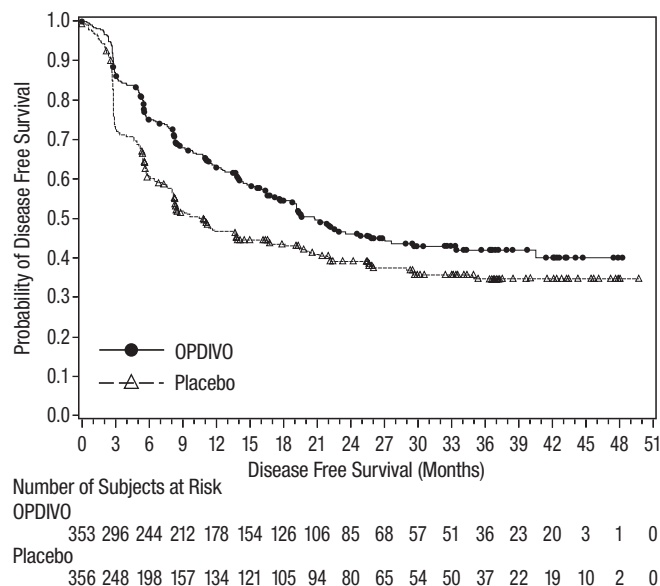 1.0
0.9
0.8
0.7
0.6
0.5
0.4
0.3
0.2
0.1
0.0
Probability of Disease Free Survival
OPDIVO
Placebo
0 3 6 9 12 15 18 21 24 27 30 33 36 39 42 45 48 51
Disease Free Survival (Months)
Number of Subjects at Risk
OPDIVO
353 296 244 212 178 154 126 106 85 68 57 51 36 23 20 3 1 0
Placebo
356 248 198 157 134 121 105 94 80 65 54 50 37 22 19 10 2 0